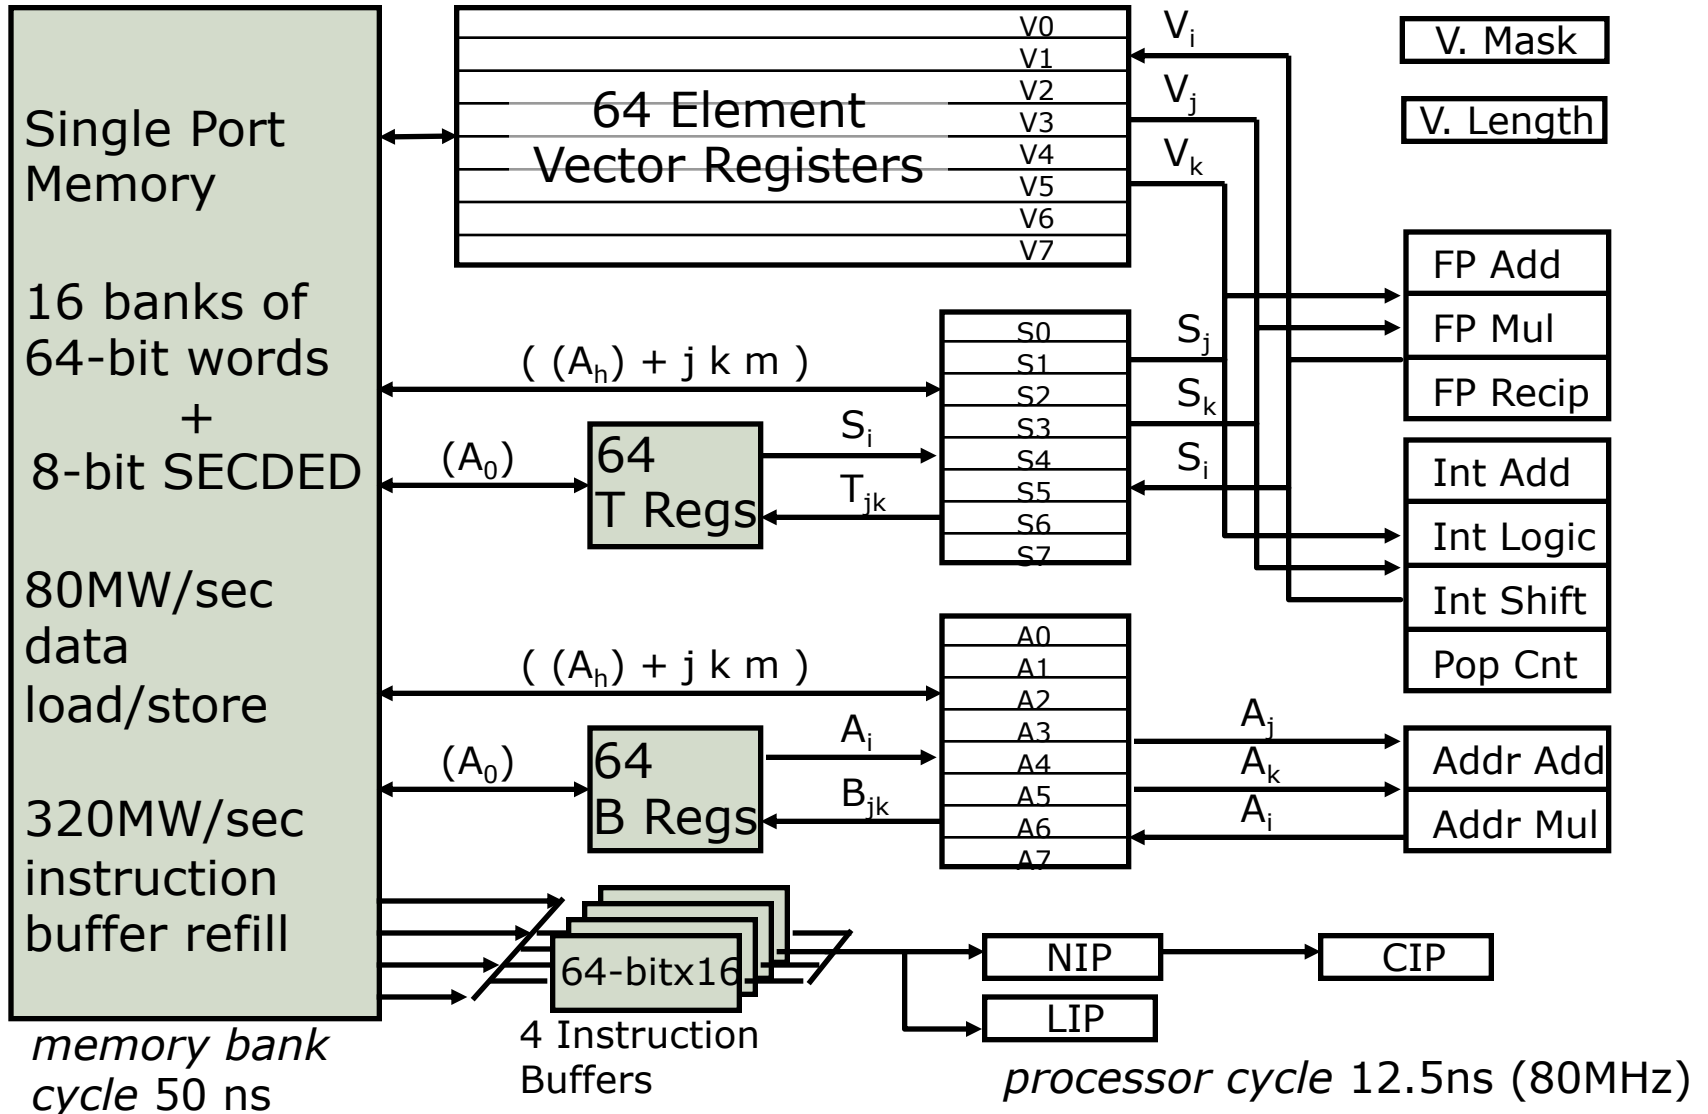 Single Port
Memory
16 banks of
64-bit words
+
8-bit SECDED
80MW/sec
data
load/store
320MW/sec
instruction
buffer refill
memory bank
cycle 50 ns
64 Element
Vector Registers
V0
V1
V2
V3
V4
V5
V6
V7
Vi
Vj
Vk
V. Mask
V. Length
( (Ah) + j k m )
(A0)
64
T Regs
Si
Tjk
S0
S1
S2
S3
S4
S5
S6
S7
Sj
Sk
Si
FP Add
FP Mul
FP Recip
Int Add
Int Logic
Int Shift
Pop Cnt
( (Ah) + j k m )
(A0)
64
B Regs
Ai
Bjk
A0
A1
A2
A3
A4
A5
A6
A7
Aj
Ak
Ai
Addr Add
Addr Mul
64-bitx16
4 Instruction
Buffers
NIP
CIP
LIP
processor cycle 12.5ns (80MHz)